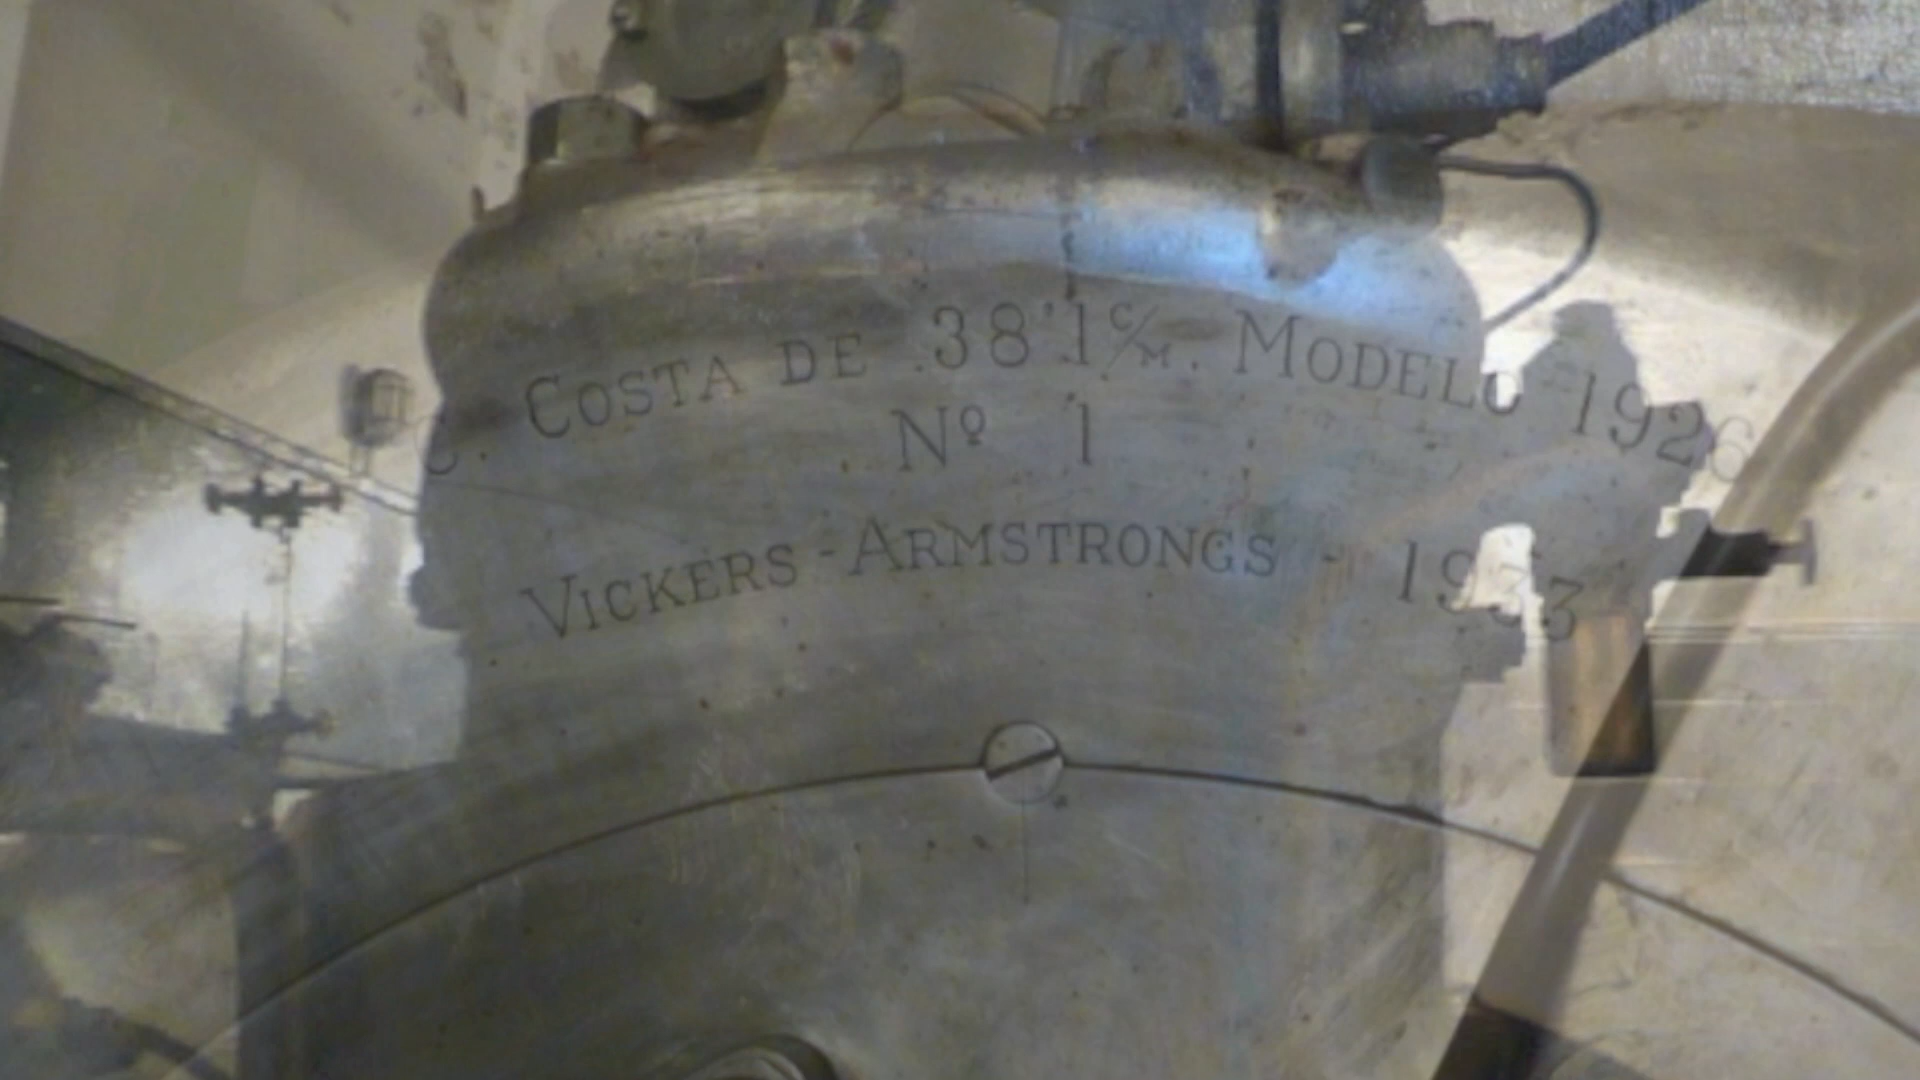 C. COSTA DE 38'1 C/M. MODELO 1926
Nº 1
VICKERS - ARMSTRONGS - 1933